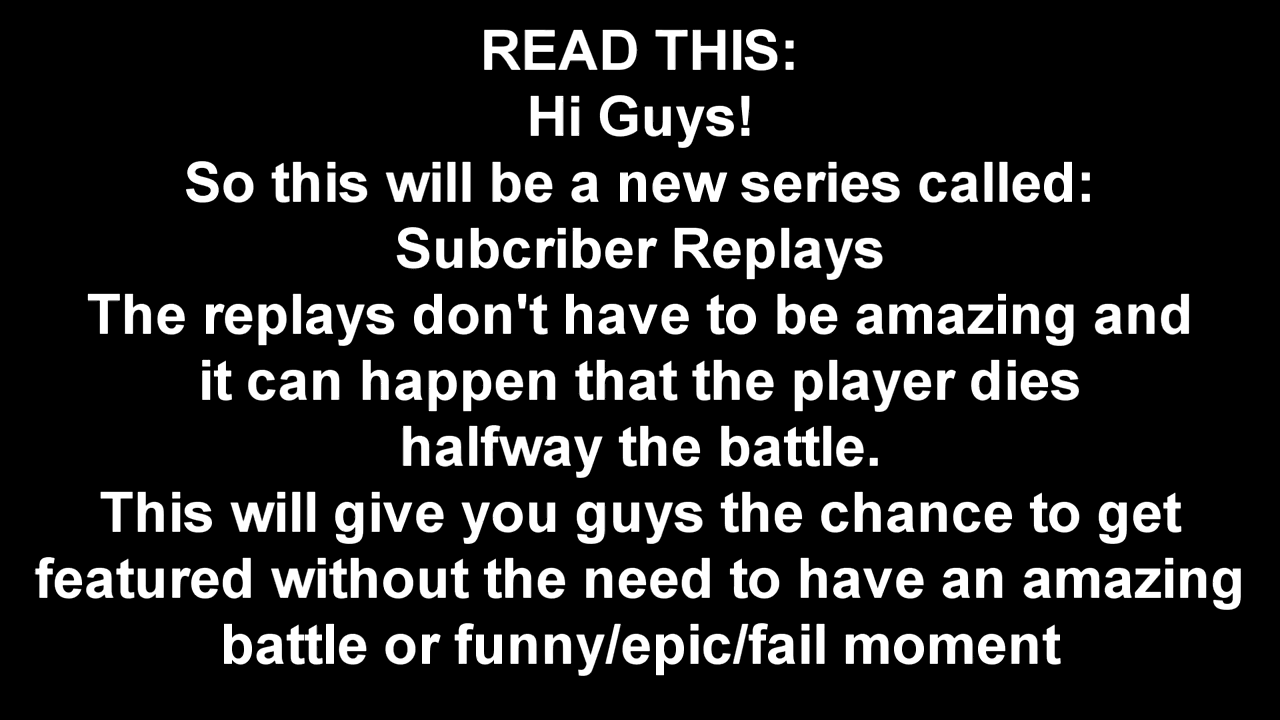 READ THIS:
Hi Guys!
So this will be a new series called:
Subcriber Replays
The replays don't have to be amazing and
it can happen that the player dies
halfway the battle.
This will give you guys the chance to get
featured without the need to have an amazing
battle or funny/epic/fail moment